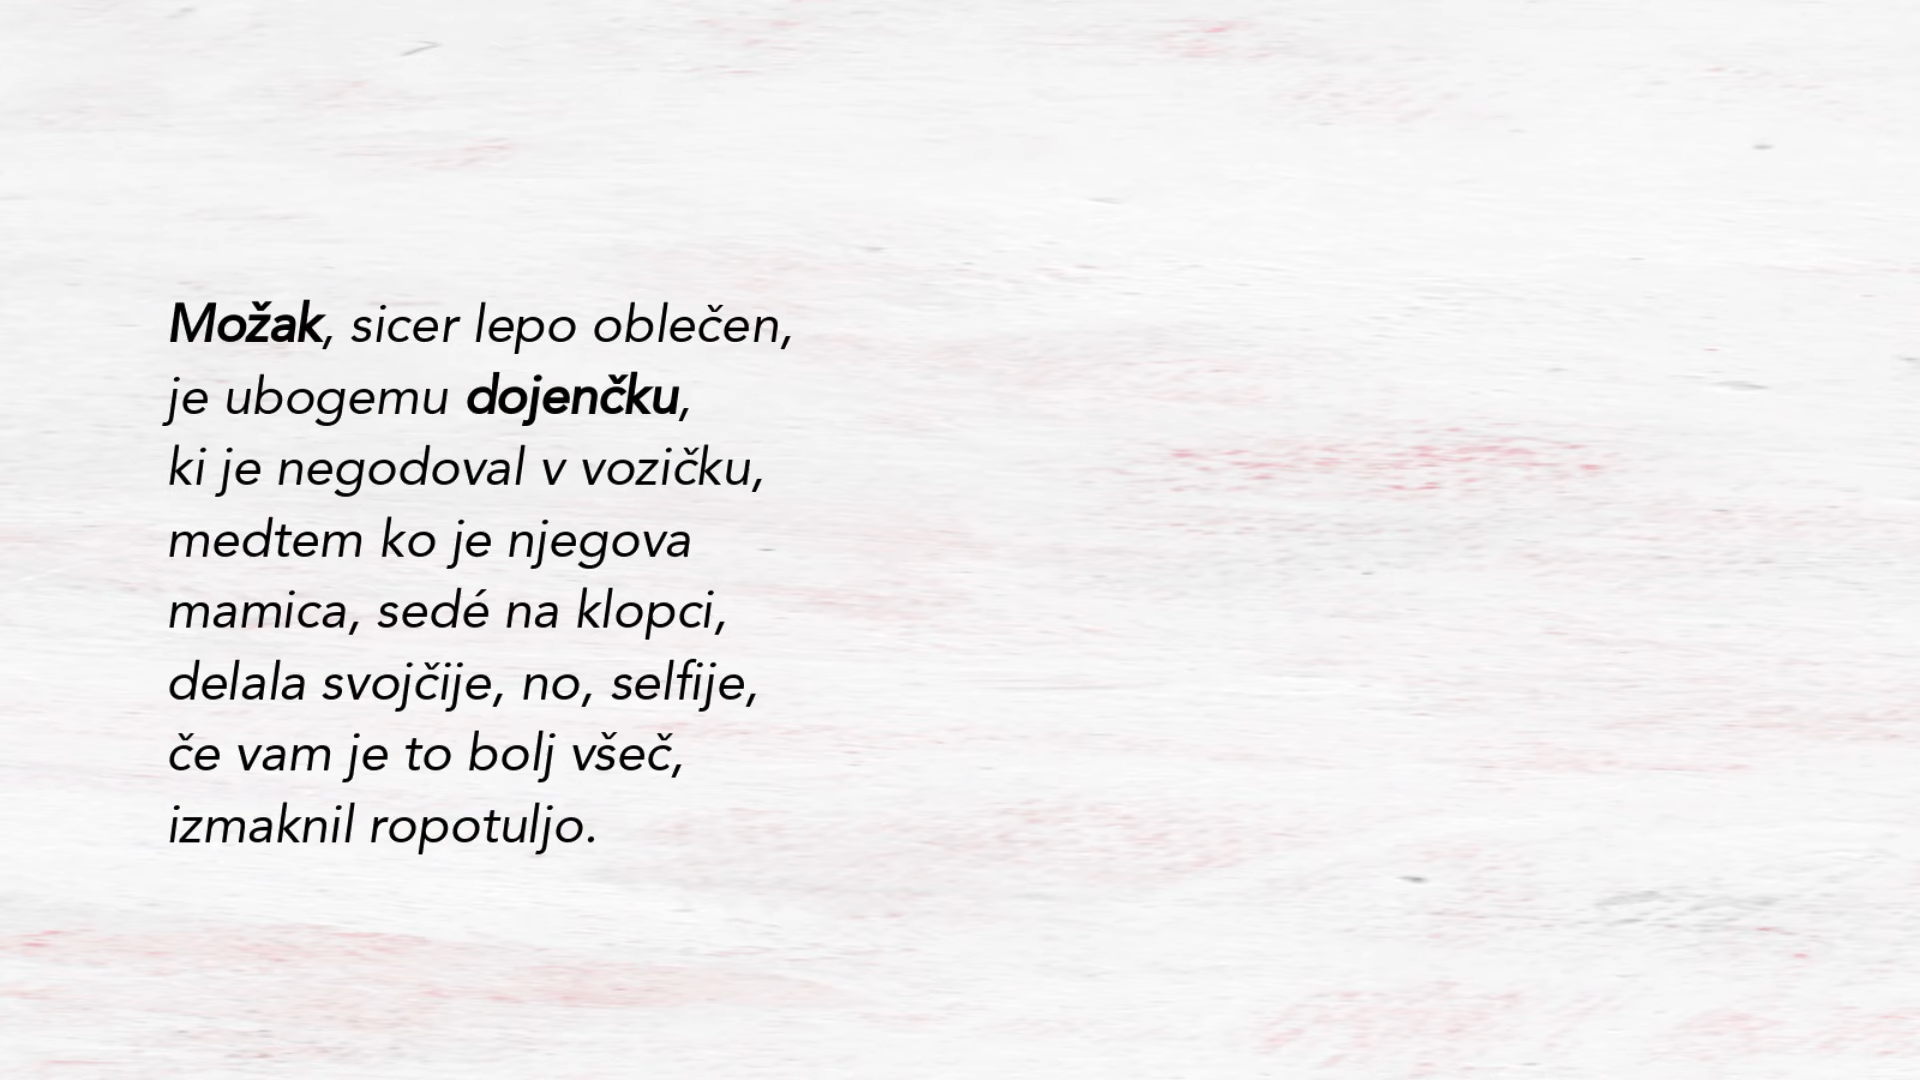 Možak, sicer lepo oblečen,
je ubogemu dojenčku,
ki je negodoval v vozičku,
medtem ko je njegova
mamica, sedé na klopci,
delala svojčije, no, selfije,
če vam je to bolj všeč,
izmaknil ropotuljo.